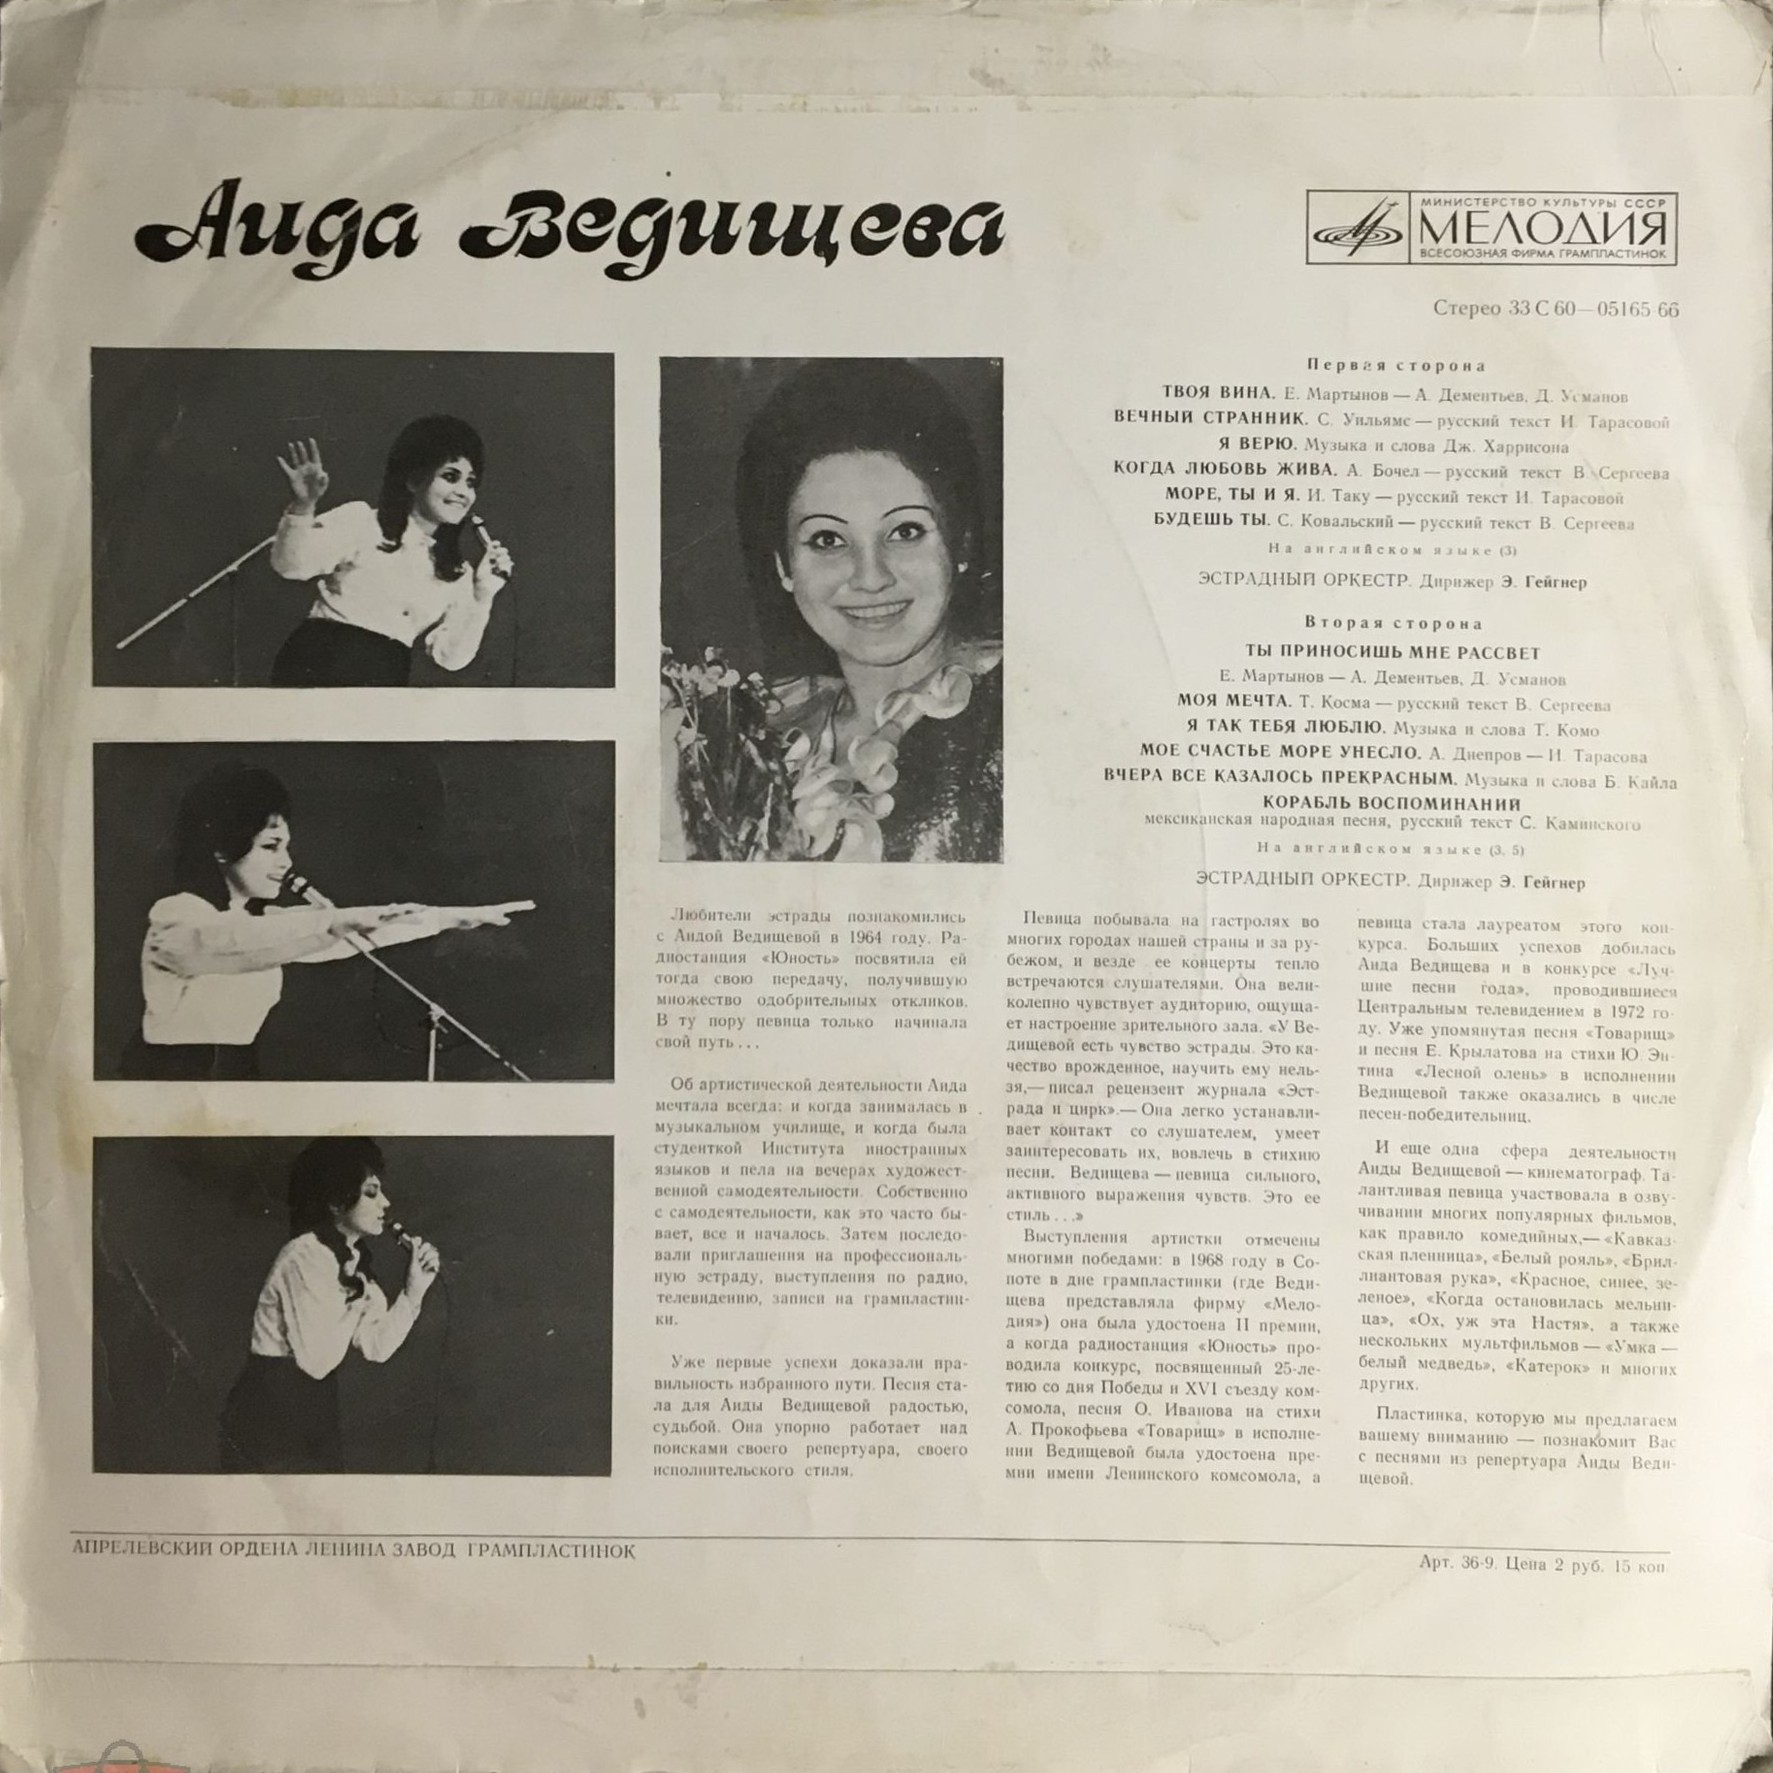 Аида Ведищева
МИНИСТЕРСТВО КУЛЬТУРЫ СССР
МЕЛОДИЯ
ВСЕСОЮЗНАЯ ФИРМА ГРАМПЛАСТИНОК
Стерео 33 С 60—05165-66
Первая сторона
ТВОЯ ВИНА. Е. Мартынов — А. Дементьев, Д. Усманов
ВЕЧНЫЙ СТРАННИК. С. Уильямс — русский текст И. Тарасовой
Я ВЕРЮ. Музыка и слова Дж. Харрисона
КОГДА ЛЮБОВЬ ЖИВА. А. Бочел — русский текст В. Сергеева
МОРЕ, ТЫ И Я. И. Таку — русский текст И. Тарасовой
БУДЕШЬ ТЫ. С. Ковальский — русский текст В. Сергеева
На английском языке (3)
ЭСТРАДНЫЙ ОРКЕСТР. Дирижер Э. Гейгнер
Вторая сторона
ТЫ ПРИНОСИШЬ МНЕ РАССВЕТ
Е. Мартынов — А. Дементьев, Д. Усманов
МОЯ МЕЧТА. Т. Косма — русский текст В. Сергеева
Я ТАК ТЕБЯ ЛЮБЛЮ. Музыка и слова Т. Комо
МОЕ СЧАСТЬЕ МОРЕ УНЕСЛО. А. Днепров — И. Тарасова
ВЧЕРА ВСЕ КАЗАЛОСЬ ПРЕКРАСНЫМ. Музыка и слова Б. Кайла
КОРАБЛЬ ВОСПОМИНАНИЙ
мексиканская народная песня, русский текст С. Каминского
На английском языке (3, 5)
ЭСТРАДНЫЙ ОРКЕСТР. Дирижер Э. Гейгнер
Любители эстрады познакомились
с Аидой Ведищевой в 1964 году. Ра-
диостанция «Юность» посвятила ей
тогда свою передачу, получившую
множество одобрительных откликов.
В ту пору певица только начинала
свой путь...
Об артистической деятельности Аида
мечтала всегда: и когда занималась в
музыкальном училище, и когда была
студенткой Института иностранных
языков и пела на вечерах художест-
венной самодеятельности. Собственно
с самодеятельности, как это часто бы-
вает, все и началось. Затем последо-
вали приглашения на профессиональ-
ную эстраду, выступления по радио,
телевидению, записи на грампластин-
ки.
Уже первые успехи доказали пра-
вильность избранного пути. Песня ста-
ла для Аиды Ведищевой радостью,
судьбой. Она упорно работает над
поисками своего репертуара, своего
исполнительского стиля.
Певица побывала на гастролях во
многих городах нашей страны и за ру-
бежом, и везде ее концерты тепло
встречаются слушателями. Она вели-
колепно чувствует аудиторию, ощуща-
ет настроение зрительного зала. «У Ве-
дищевой есть чувство эстрады. Это ка-
чество врожденное, научить ему нель-
зя,— писал рецензент журнала «Эст-
рада и цирк».— Она легко устанавли-
вает контакт со слушателем, умеет
заинтересовать их, вовлечь в стихию
песни. Ведищева — певица сильного,
активного выражения чувств. Это ее
стиль...»
Выступления артистки отмечены
многими победами: в 1968 году в Со-
поте в дне грампластинки (где Веди-
щева представляла фирму «Мело-
дия») она была удостоена II премии,
а когда радиостанция «Юность» про-
водила конкурс, посвященный 25-ле-
тию со дня Победы и XVI съезду ком-
сомола, песня О. Иванова на стихи
А. Прокофьева «Товарищ» в исполне-
нии Ведищевой была удостоена пре-
мии имени Ленинского комсомола, а
певица стала лауреатом этого кон-
курса. Больших успехов добилась
Аида Ведищева и в конкурсе «Луч-
шие песни года», проводившиеся
Центральным телевидением в 1972 го-
ду. Уже упомянутая песня «Товарищ»
и песня Е. Крылатова на стихи Ю. Эн-
тина «Лесной олень» в исполнении
Ведищевой также оказались в числе
песен-победительниц.
И еще одна сфера деятельности
Аиды Ведищевой — кинематограф. Та-
лантливая певица участвовала в озву-
чивании многих популярных фильмов,
как правило комедийных,— «Кавказ-
ская пленница», «Белый рояль», «Брил-
лиантовая рука», «Красное, синее, зе-
леное», «Когда остановилась мельни-
ца», «Ох, уж эта Настя», а также
нескольких мультфильмов — «Умка —
белый медведь», «Катерок» и многих
других.
Пластинка, которую мы предлагаем
вашему вниманию — познакомит Вас
с песнями из репертуара Аиды Веди-
щевой.
АПРЕЛЕВСКИЙ ОРДЕНА ЛЕНИНА ЗАВОД ГРАМПЛАСТИНОК
Арт. 36-9. Цена 2 руб. 15 коп.